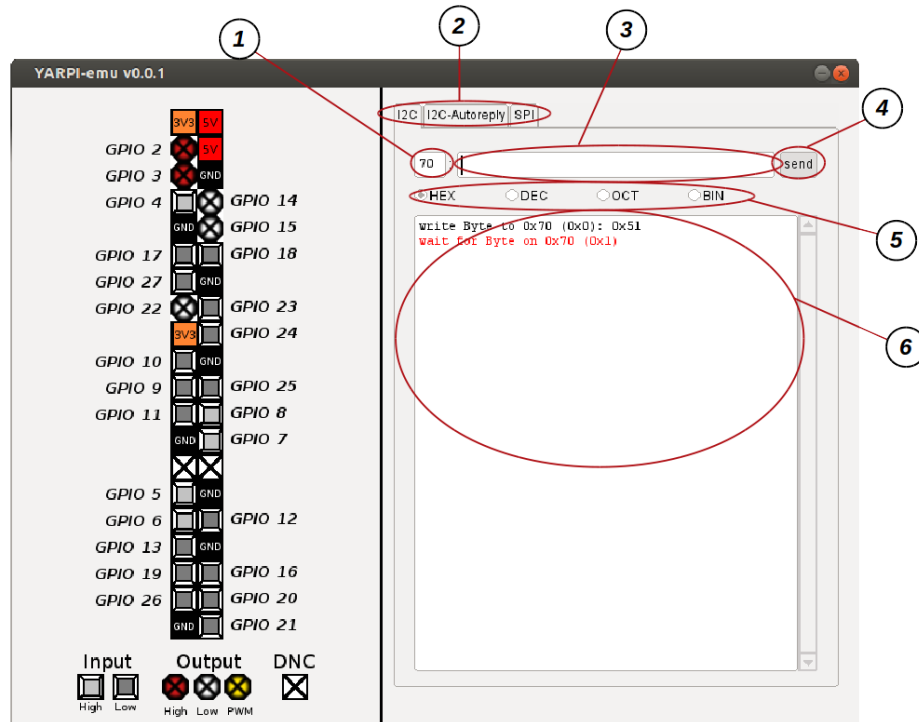 1
2
3
4
5
6
YARPI-emu v0.0.1
3V3 5V
GPIO 2 5V
GPIO 3 GND
GPIO 4 GPIO 14
GND GPIO 15
GPIO 17 GPIO 18
GPIO 27 GND
GPIO 22 GPIO 23
3V3 GPIO 24
GPIO 10 GND
GPIO 9 GPIO 25
GPIO 11 GPIO 8
GND GPIO 7
GPIO 5 GND
GPIO 6 GPIO 12
GPIO 13 GND
GPIO 19 GPIO 16
GPIO 26 GPIO 20
GND GPIO 21
Input Output DNC
High Low High Low PWM
I2C I2C-Autoreply SPI
70 send
HEX DEC OCT BIN
write Byte to 0x70 (0x0): 0x51
wait for Byte on 0x70 (0x1)